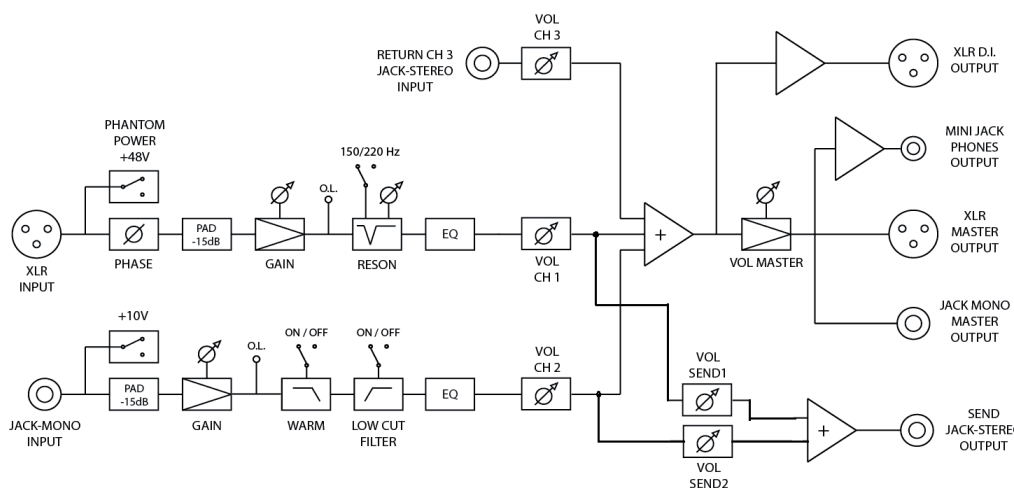 VOL
CH 3
RETURN CH 3
JACK-STEREO
INPUT
XLR D.I.
OUTPUT
PHANTOM
POWER
+48V
150/220 Hz
O.L.
MINI JACK
PHONES
OUTPUT
PAD
-15dB
EQ
+
XLR
INPUT
PHASE
GAIN
RESON
VOL
CH 1
VOL MASTER
XLR
MASTER
OUTPUT
+10V
O.L.
ON / OFF
ON / OFF
VOL
CH 2
JACK MONO
MASTER
OUTPUT
VOL
SEND1
PAD
-15dB
EQ
JACK-MONO
INPUT
GAIN
WARM
LOW CUT
FILTER
+
SEND
JACK-STEREO
OUTPUT
VOL
SEND2